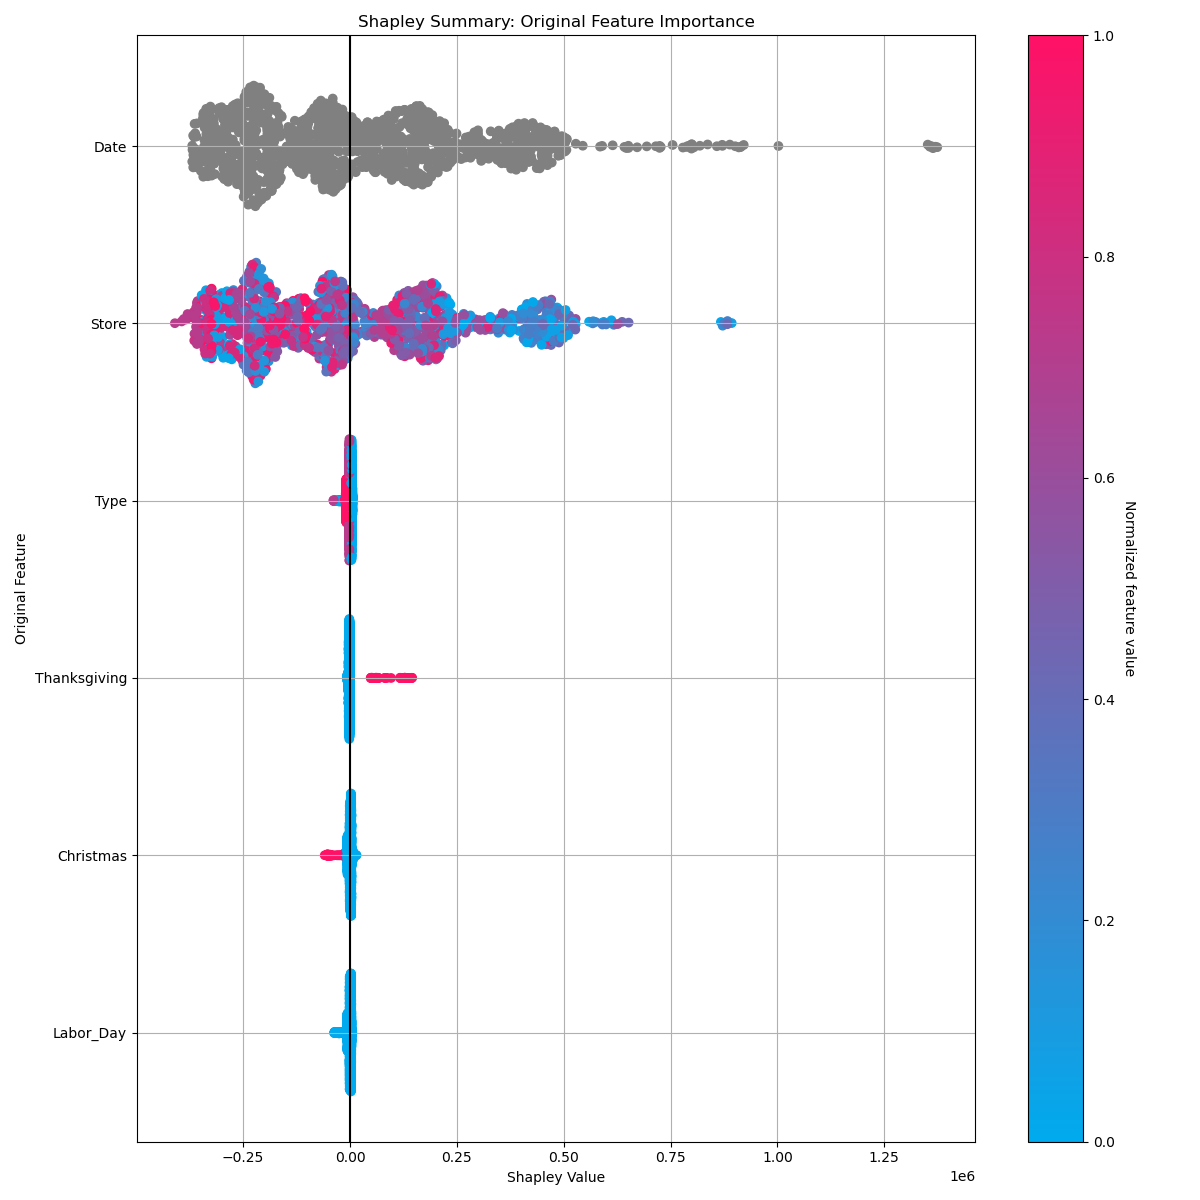 Shapley Summary: Original Feature Importance
Date
Store
Type
Thanksgiving
Christmas
Labor_Day
Original Feature
−0.25 0.00 0.25 0.50 0.75 1.00 1.25
1e6
Shapley Value
1.0
0.8
0.6
0.4
0.2
0.0
Normalized feature value